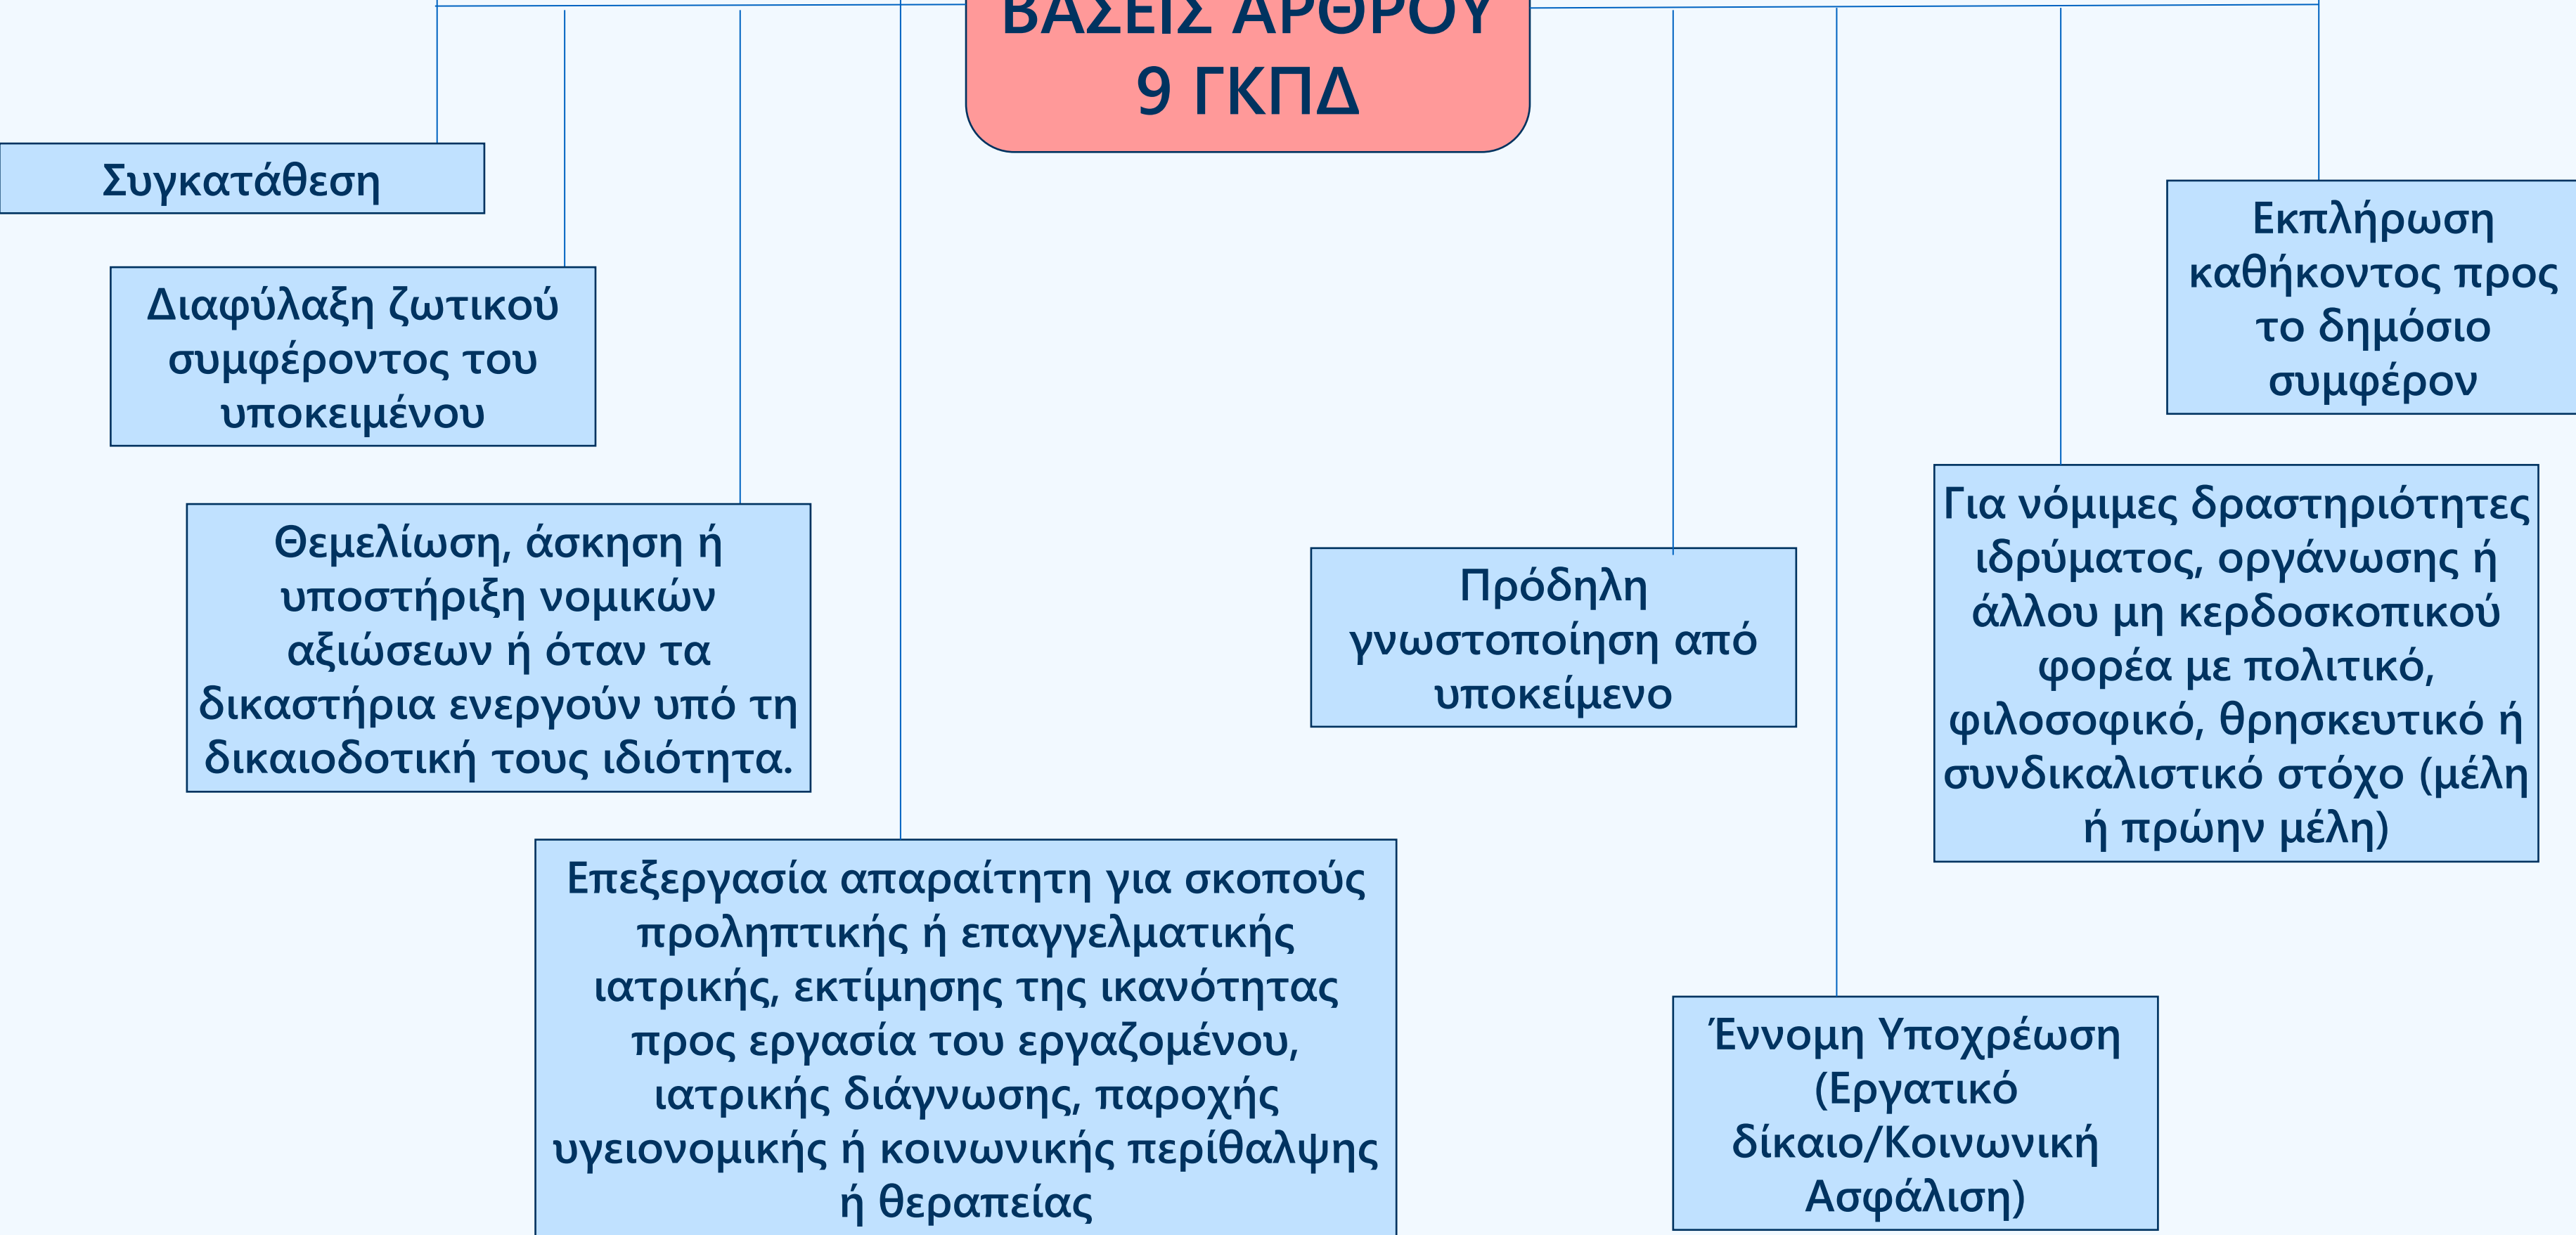 ΒΑΣΕΙΣ ΑΡΘΡΟΥ
9 ΓΚΠΔ
Συγκατάθεση
Διαφύλαξη ζωτικού
συμφέροντος του
υποκειμένου
Θεμελίωση, άσκηση ή
υποστήριξη νομικών
αξιώσεων ή όταν τα
δικαστήρια ενεργούν υπό τη
δικαιοδοτική τους ιδιότητα.
Επεξεργασία απαραίτητη για σκοπούς
προληπτικής ή επαγγελματικής
ιατρικής, εκτίμησης της ικανότητας
προς εργασία του εργαζομένου,
ιατρικής διάγνωσης, παροχής
υγειονομικής ή κοινωνικής περίθαλψης
ή θεραπείας
Πρόδηλη
γνωστοποίηση από
υποκείμενο
Έννομη Υποχρέωση
(Εργατικό
δίκαιο/Κοινωνική
Ασφάλιση)
Για νόμιμες δραστηριότητες
ιδρύματος, οργάνωσης ή
άλλου μη κερδοσκοπικού
φορέα με πολιτικό,
φιλοσοφικό, θρησκευτικό ή
συνδικαλιστικό στόχο (μέλη
ή πρώην μέλη)
Εκπλήρωση
καθήκοντος προς
το δημόσιο
συμφέρον